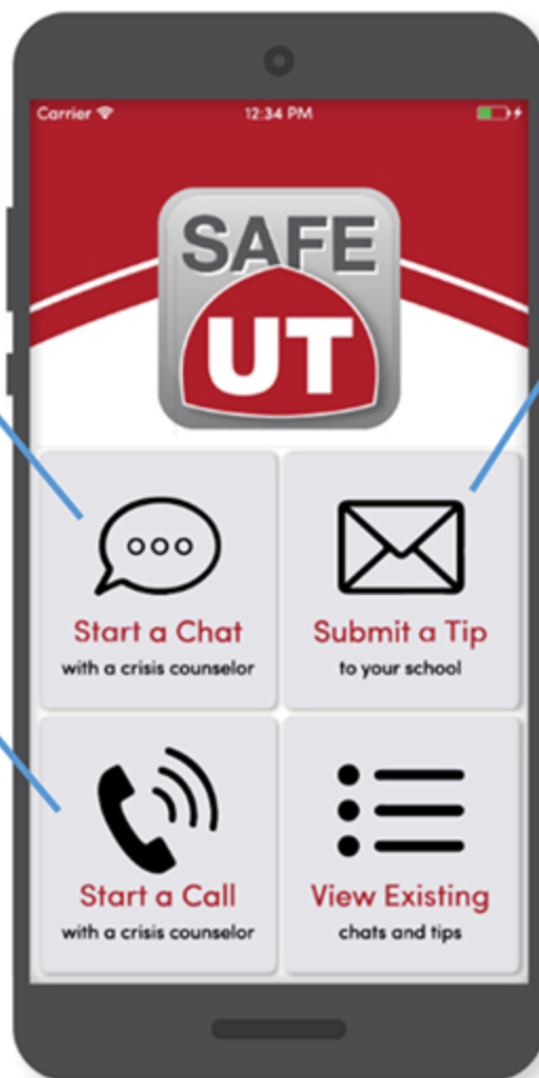 Carrier 12:34 PM
SAFE
UT
Start a Chat
with a crisis counselor
Submit a Tip
to your school
Start a Call
with a crisis counselor
View Existing
chats and tips